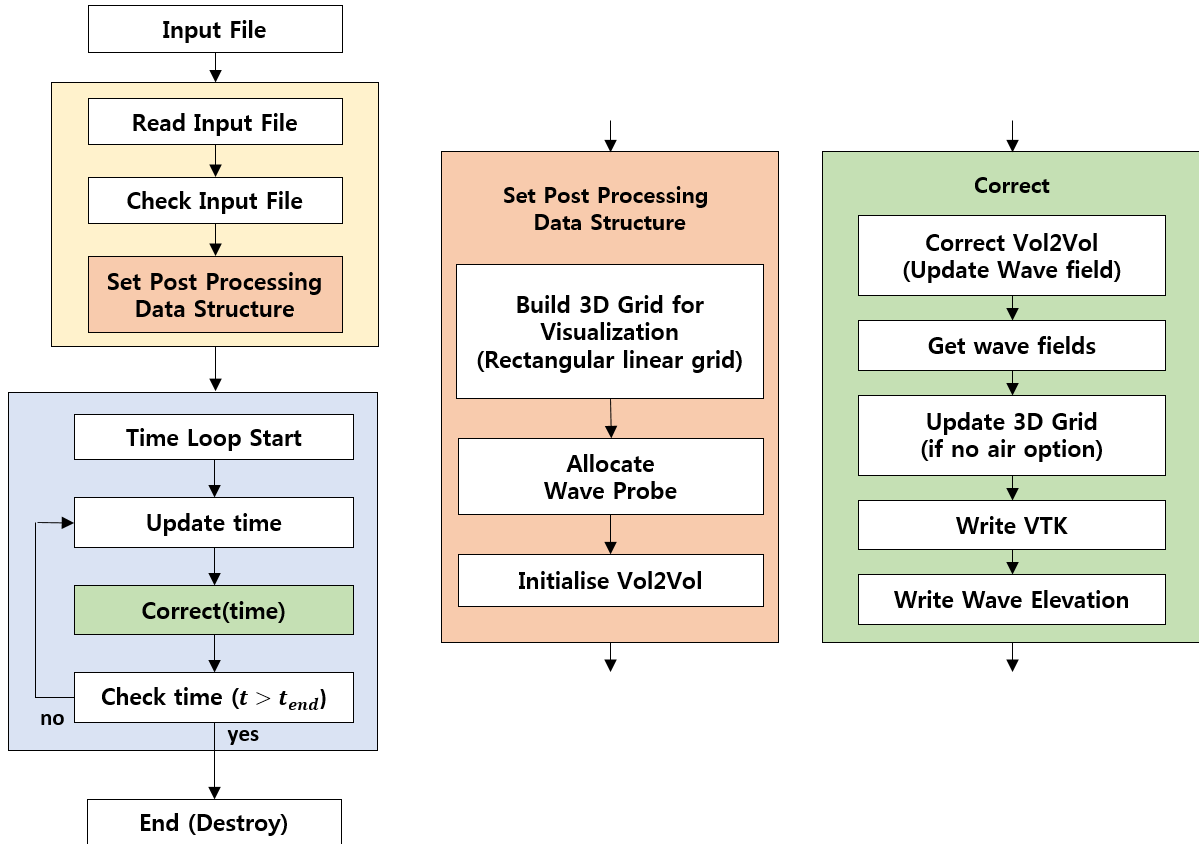 Input File
Read Input File
Check Input File
Set Post Processing
Data Structure
Time Loop Start
Update time
Correct(time)
Check time (t > t_end)
no
yes
End (Destroy)
Set Post Processing
Data Structure
Build 3D Grid for
Visualization
(Rectangular linear grid)
Allocate
Wave Probe
Initialise Vol2Vol
Correct
Correct Vol2Vol
(Update Wave field)
Get wave fields
Update 3D Grid
(if no air option)
Write VTK
Write Wave Elevation